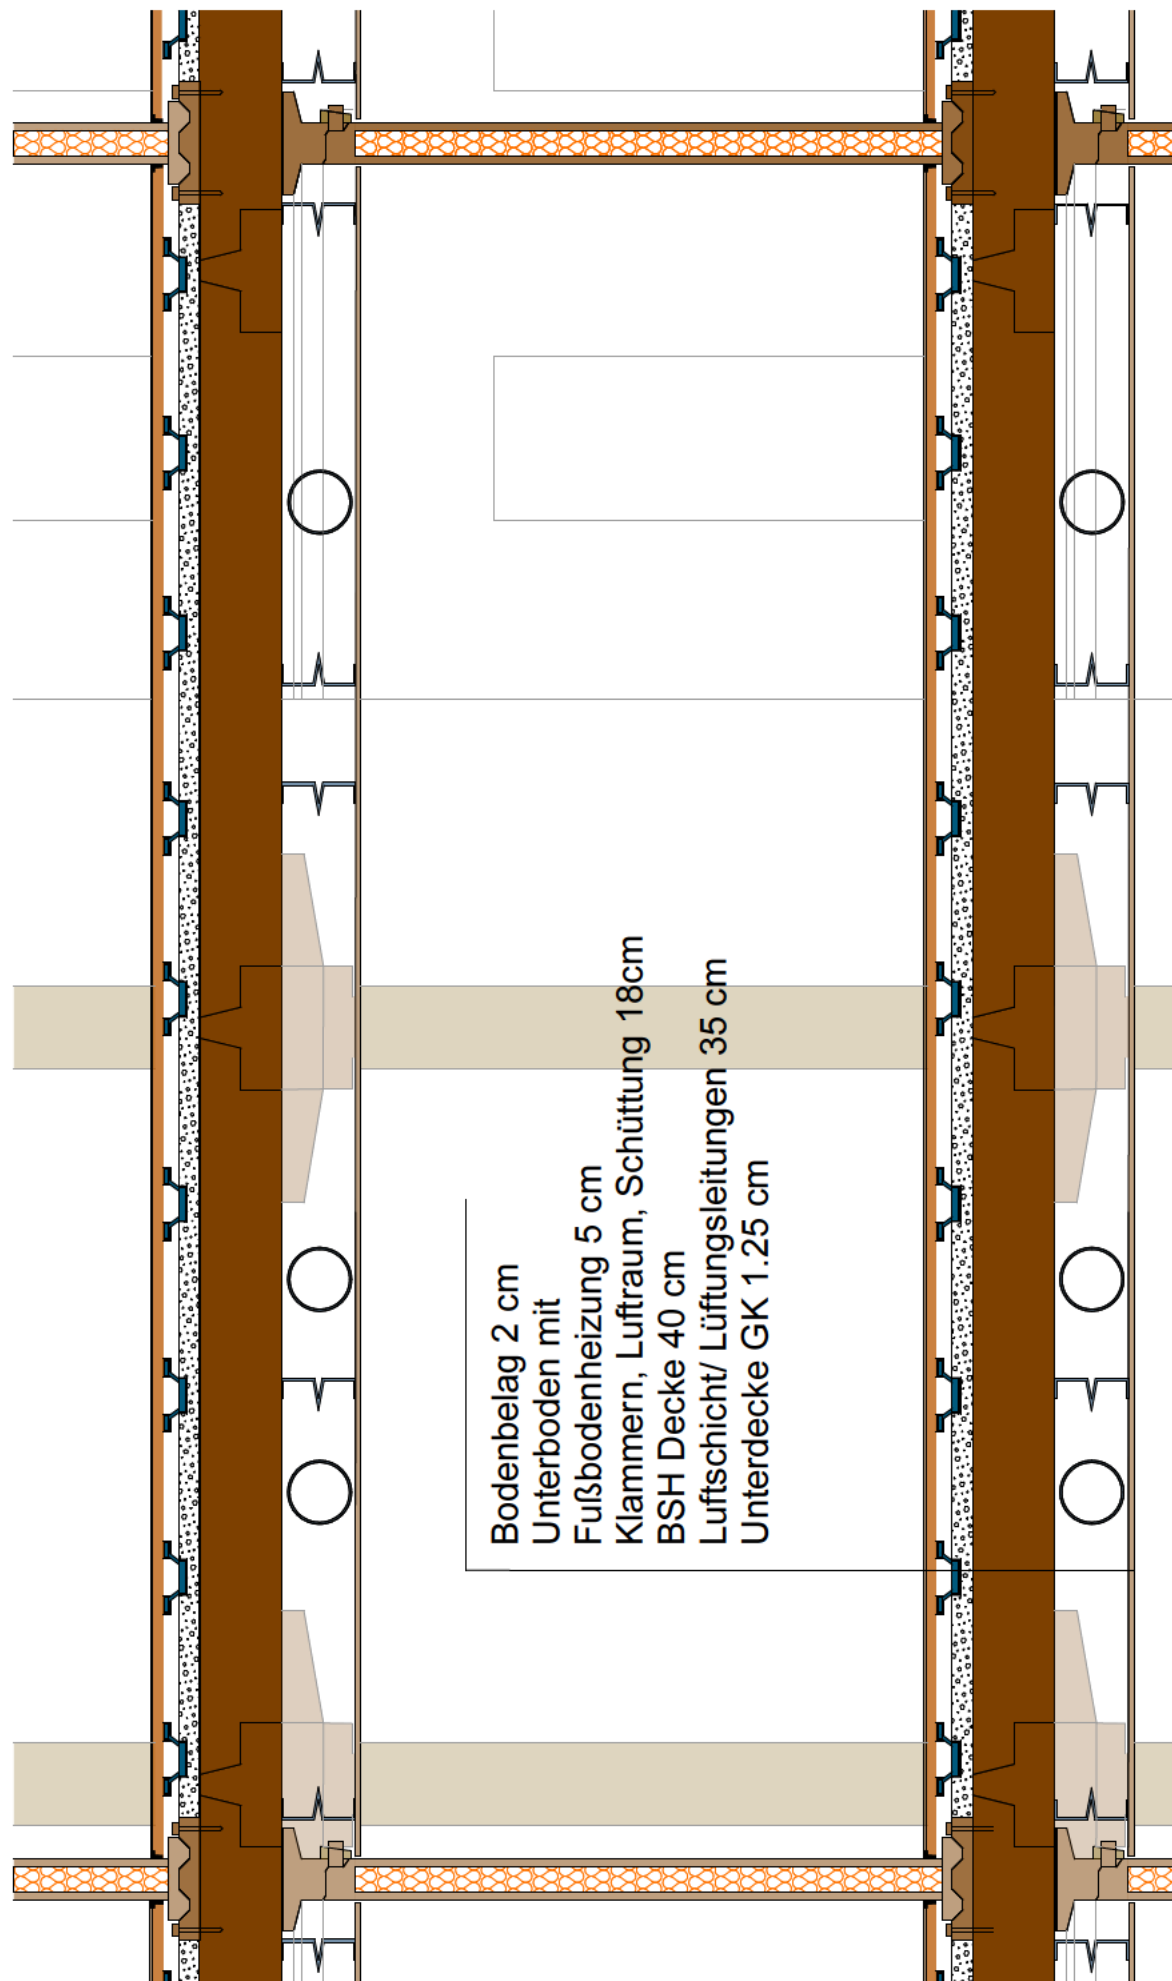 Bodenbelag 2 cm
Unterboden mit
Fußbodenheizung 5 cm
Klammern, Luftraum, Schüttung 18cm
BSH Decke 40 cm
Luftschicht/ Lüftungsleitungen 35 cm
Unterdecke GK 1.25 cm